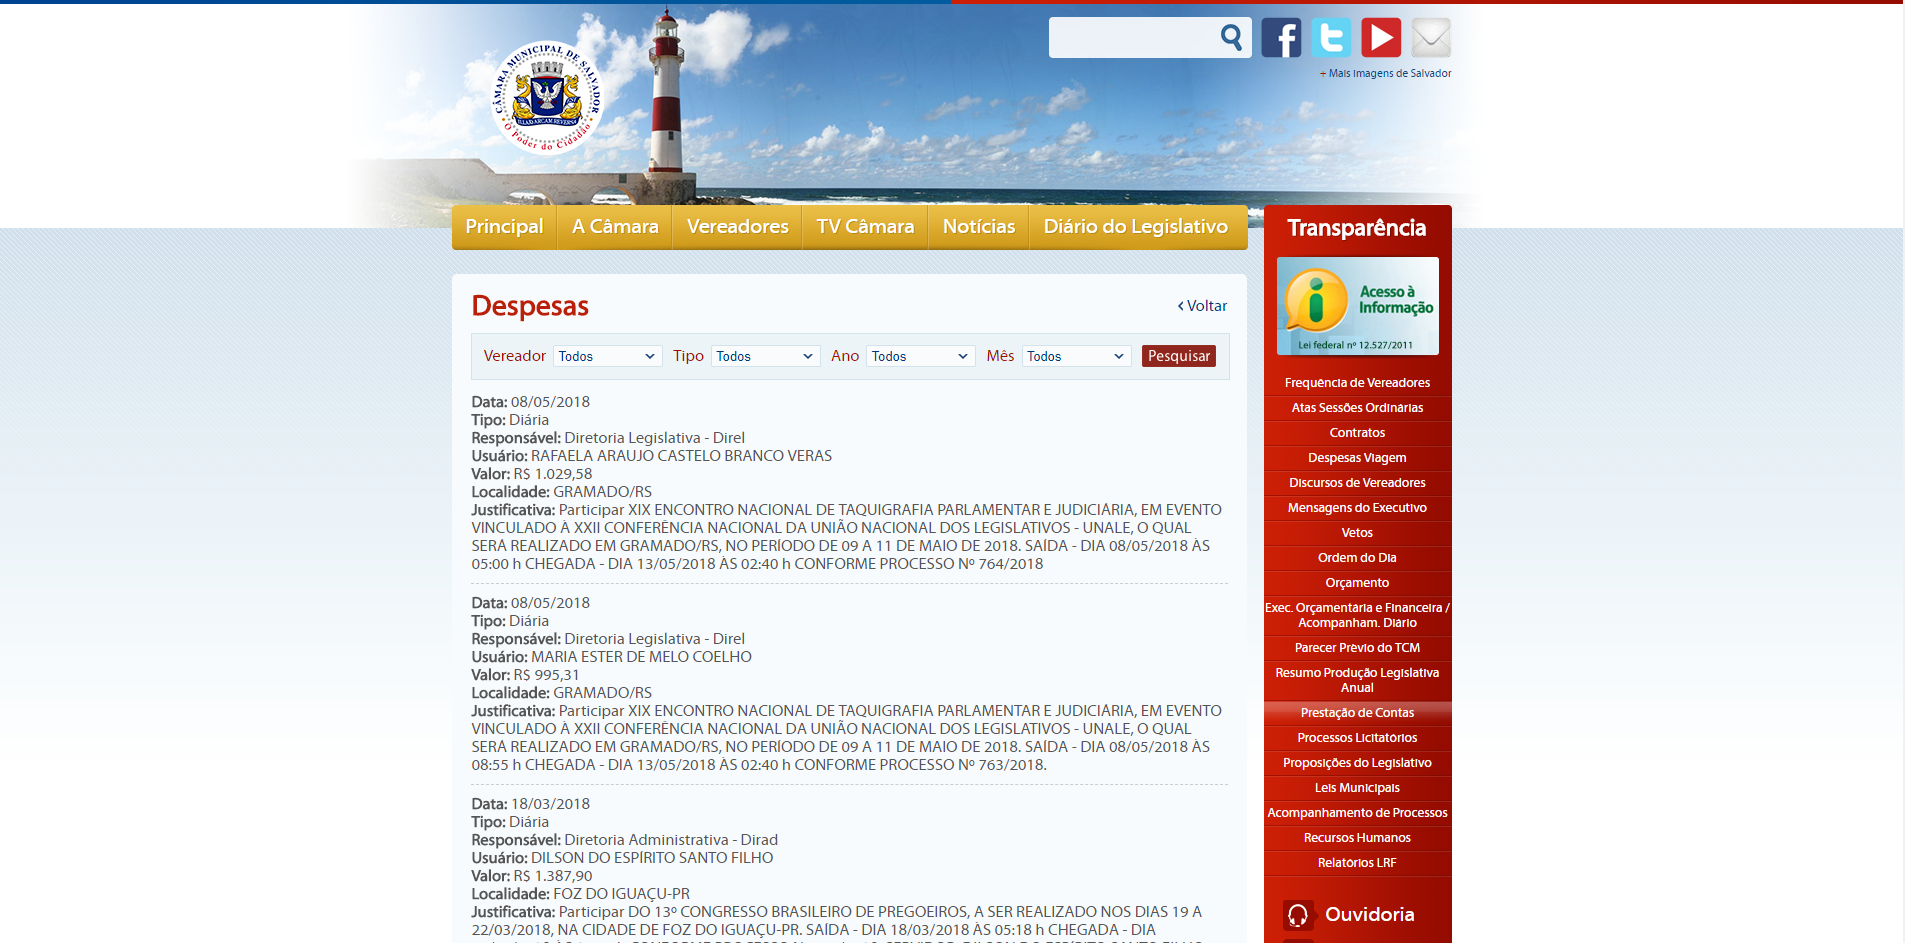 CÂMARA MUNICIPAL DE SALVADOR
O Poder do Cidadão
+ Mais imagens de Salvador
Principal A Câmara Vereadores TV Câmara Notícias Diário do Legislativo
Despesas
‹ Voltar
Vereador Todos Tipo Todos Ano Todos Mês Todos Pesquisar
Data: 08/05/2018
Tipo: Diária
Responsável: Diretoria Legislativa - Direl
Usuário: RAFAELA ARAUJO CASTELO BRANCO VERAS
Valor: R$ 1.029,58
Localidade: GRAMADO/RS
Justificativa: Participar XIX ENCONTRO NACIONAL DE TAQUIGRAFIA PARLAMENTAR E JUDICIÁRIA, EM EVENTO
VINCULADO À XXII CONFERÊNCIA NACIONAL DA UNIÃO NACIONAL DOS LEGISLATIVOS - UNALE, O QUAL
SERÁ REALIZADO EM GRAMADO/RS, NO PERÍODO DE 09 A 11 DE MAIO DE 2018. SAÍDA - DIA 08/05/2018 ÀS
05:00 h CHEGADA - DIA 13/05/2018 ÀS 02:40 h CONFORME PROCESSO Nº 764/2018
Data: 08/05/2018
Tipo: Diária
Responsável: Diretoria Legislativa - Direl
Usuário: MARIA ESTER DE MELO COELHO
Valor: R$ 995,31
Localidade: GRAMADO/RS
Justificativa: Participar XIX ENCONTRO NACIONAL DE TAQUIGRAFIA PARLAMENTAR E JUDICIÁRIA, EM EVENTO
VINCULADO À XXII CONFERÊNCIA NACIONAL DA UNIÃO NACIONAL DOS LEGISLATIVOS - UNALE, O QUAL
SERÁ REALIZADO EM GRAMADO/RS, NO PERÍODO DE 09 A 11 DE MAIO DE 2018. SAÍDA - DIA 08/05/2018 ÀS
08:55 h CHEGADA - DIA 13/05/2018 ÀS 02:40 h CONFORME PROCESSO Nº 763/2018.
Data: 18/03/2018
Tipo: Diária
Responsável: Diretoria Administrativa - Dirad
Usuário: DILSON DO ESPÍRITO SANTO FILHO
Valor: R$ 1.387,90
Localidade: FOZ DO IGUAÇU-PR
Justificativa: Participar DO 13º CONGRESSO BRASILEIRO DE PREGOEIROS, A SER REALIZADO NOS DIAS 19 A
22/03/2018, NA CIDADE DE FOZ DO IGUAÇU-PR. SAÍDA - DIA 18/03/2018 ÀS 05:18 h CHEGADA - DIA
Transparência
Acesso à
Informação
Lei federal nº 12.527/2011
Frequência de Vereadores
Atas Sessões Ordinárias
Contratos
Despesas Viagem
Discursos de Vereadores
Mensagens do Executivo
Vetos
Ordem do Dia
Orçamento
Exec. Orçamentária e Financeira /
Acompanham. Diário
Parecer Prévio do TCM
Resumo Produção Legislativa
Anual
Prestação de Contas
Processos Licitatórios
Proposições do Legislativo
Leis Municipais
Acompanhamento de Processos
Recursos Humanos
Relatórios LRF
Ouvidoria